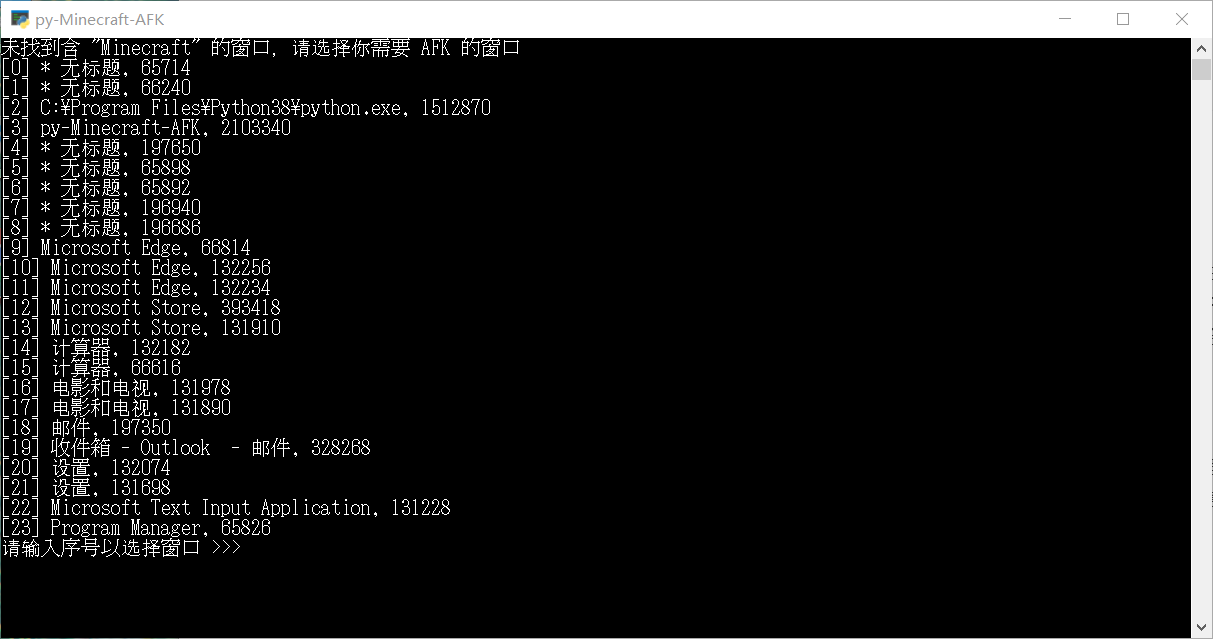 py-Minecraft-AFK
未找到含 "Minecraft" 的窗口, 请选择你需要 AFK 的窗口
[0] * 无标题, 65714
[1] * 无标题, 66240
[2] C:¥Program Files¥Python38¥python.exe, 1512870
[3] py-Minecraft-AFK, 2103340
[4] * 无标题, 197650
[5] * 无标题, 65898
[6] * 无标题, 65892
[7] * 无标题, 196940
[8] * 无标题, 196686
[9] Microsoft Edge, 66814
[10] Microsoft Edge, 132256
[11] Microsoft Edge, 132234
[12] Microsoft Store, 393418
[13] Microsoft Store, 131910
[14] 计算器, 132182
[15] 计算器, 66616
[16] 电影和电视, 131978
[17] 电影和电视, 131890
[18] 邮件, 197350
[19] 收件箱 - Outlook  - 邮件, 328268
[20] 设置, 132074
[21] 设置, 131698
[22] Microsoft Text Input Application, 131228
[23] Program Manager, 65826
请输入序号以选择窗口 >>>